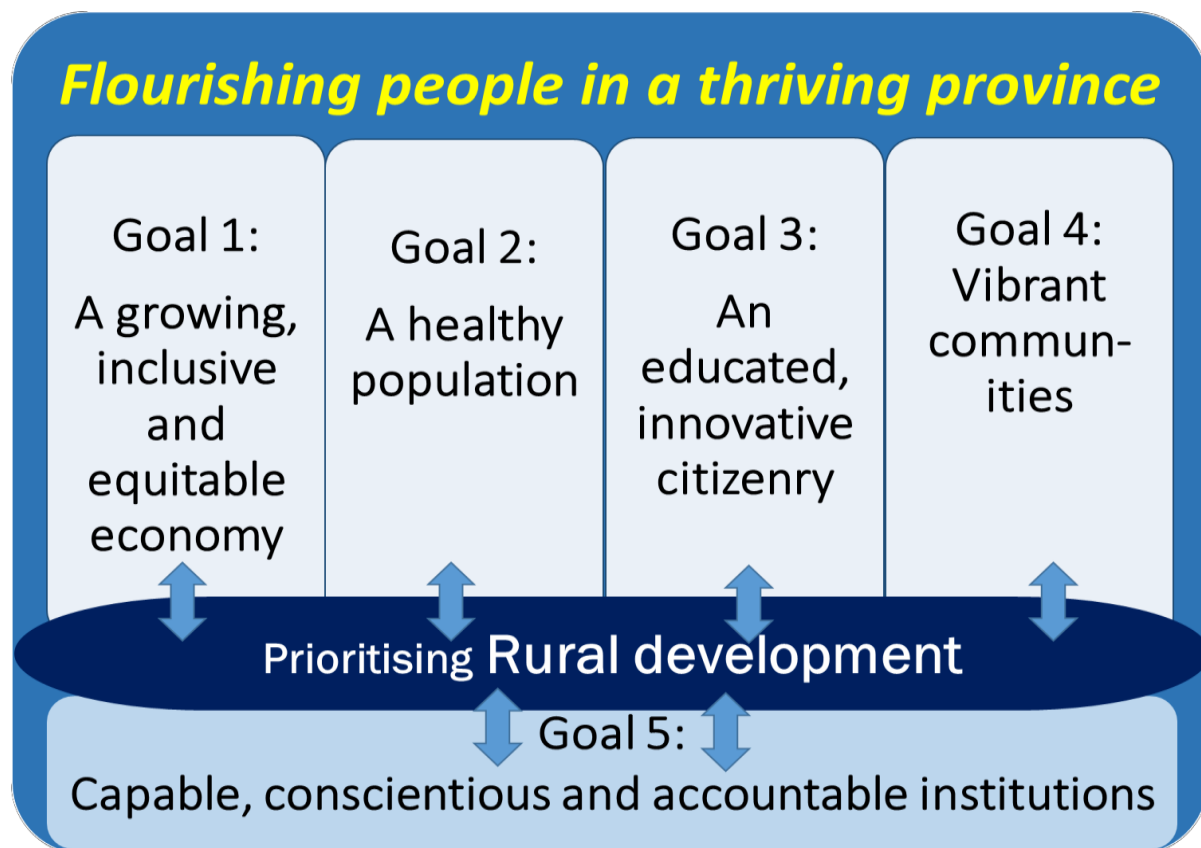 Flourishing people in a thriving province
Goal 1:
A growing,
inclusive
and
equitable
economy
Goal 2:
A healthy
population
Goal 3:
An
educated,
innovative
citizenry
Goal 4:
Vibrant
commun-
ities
Prioritising Rural development
Goal 5:
Capable, conscientious and accountable institutions